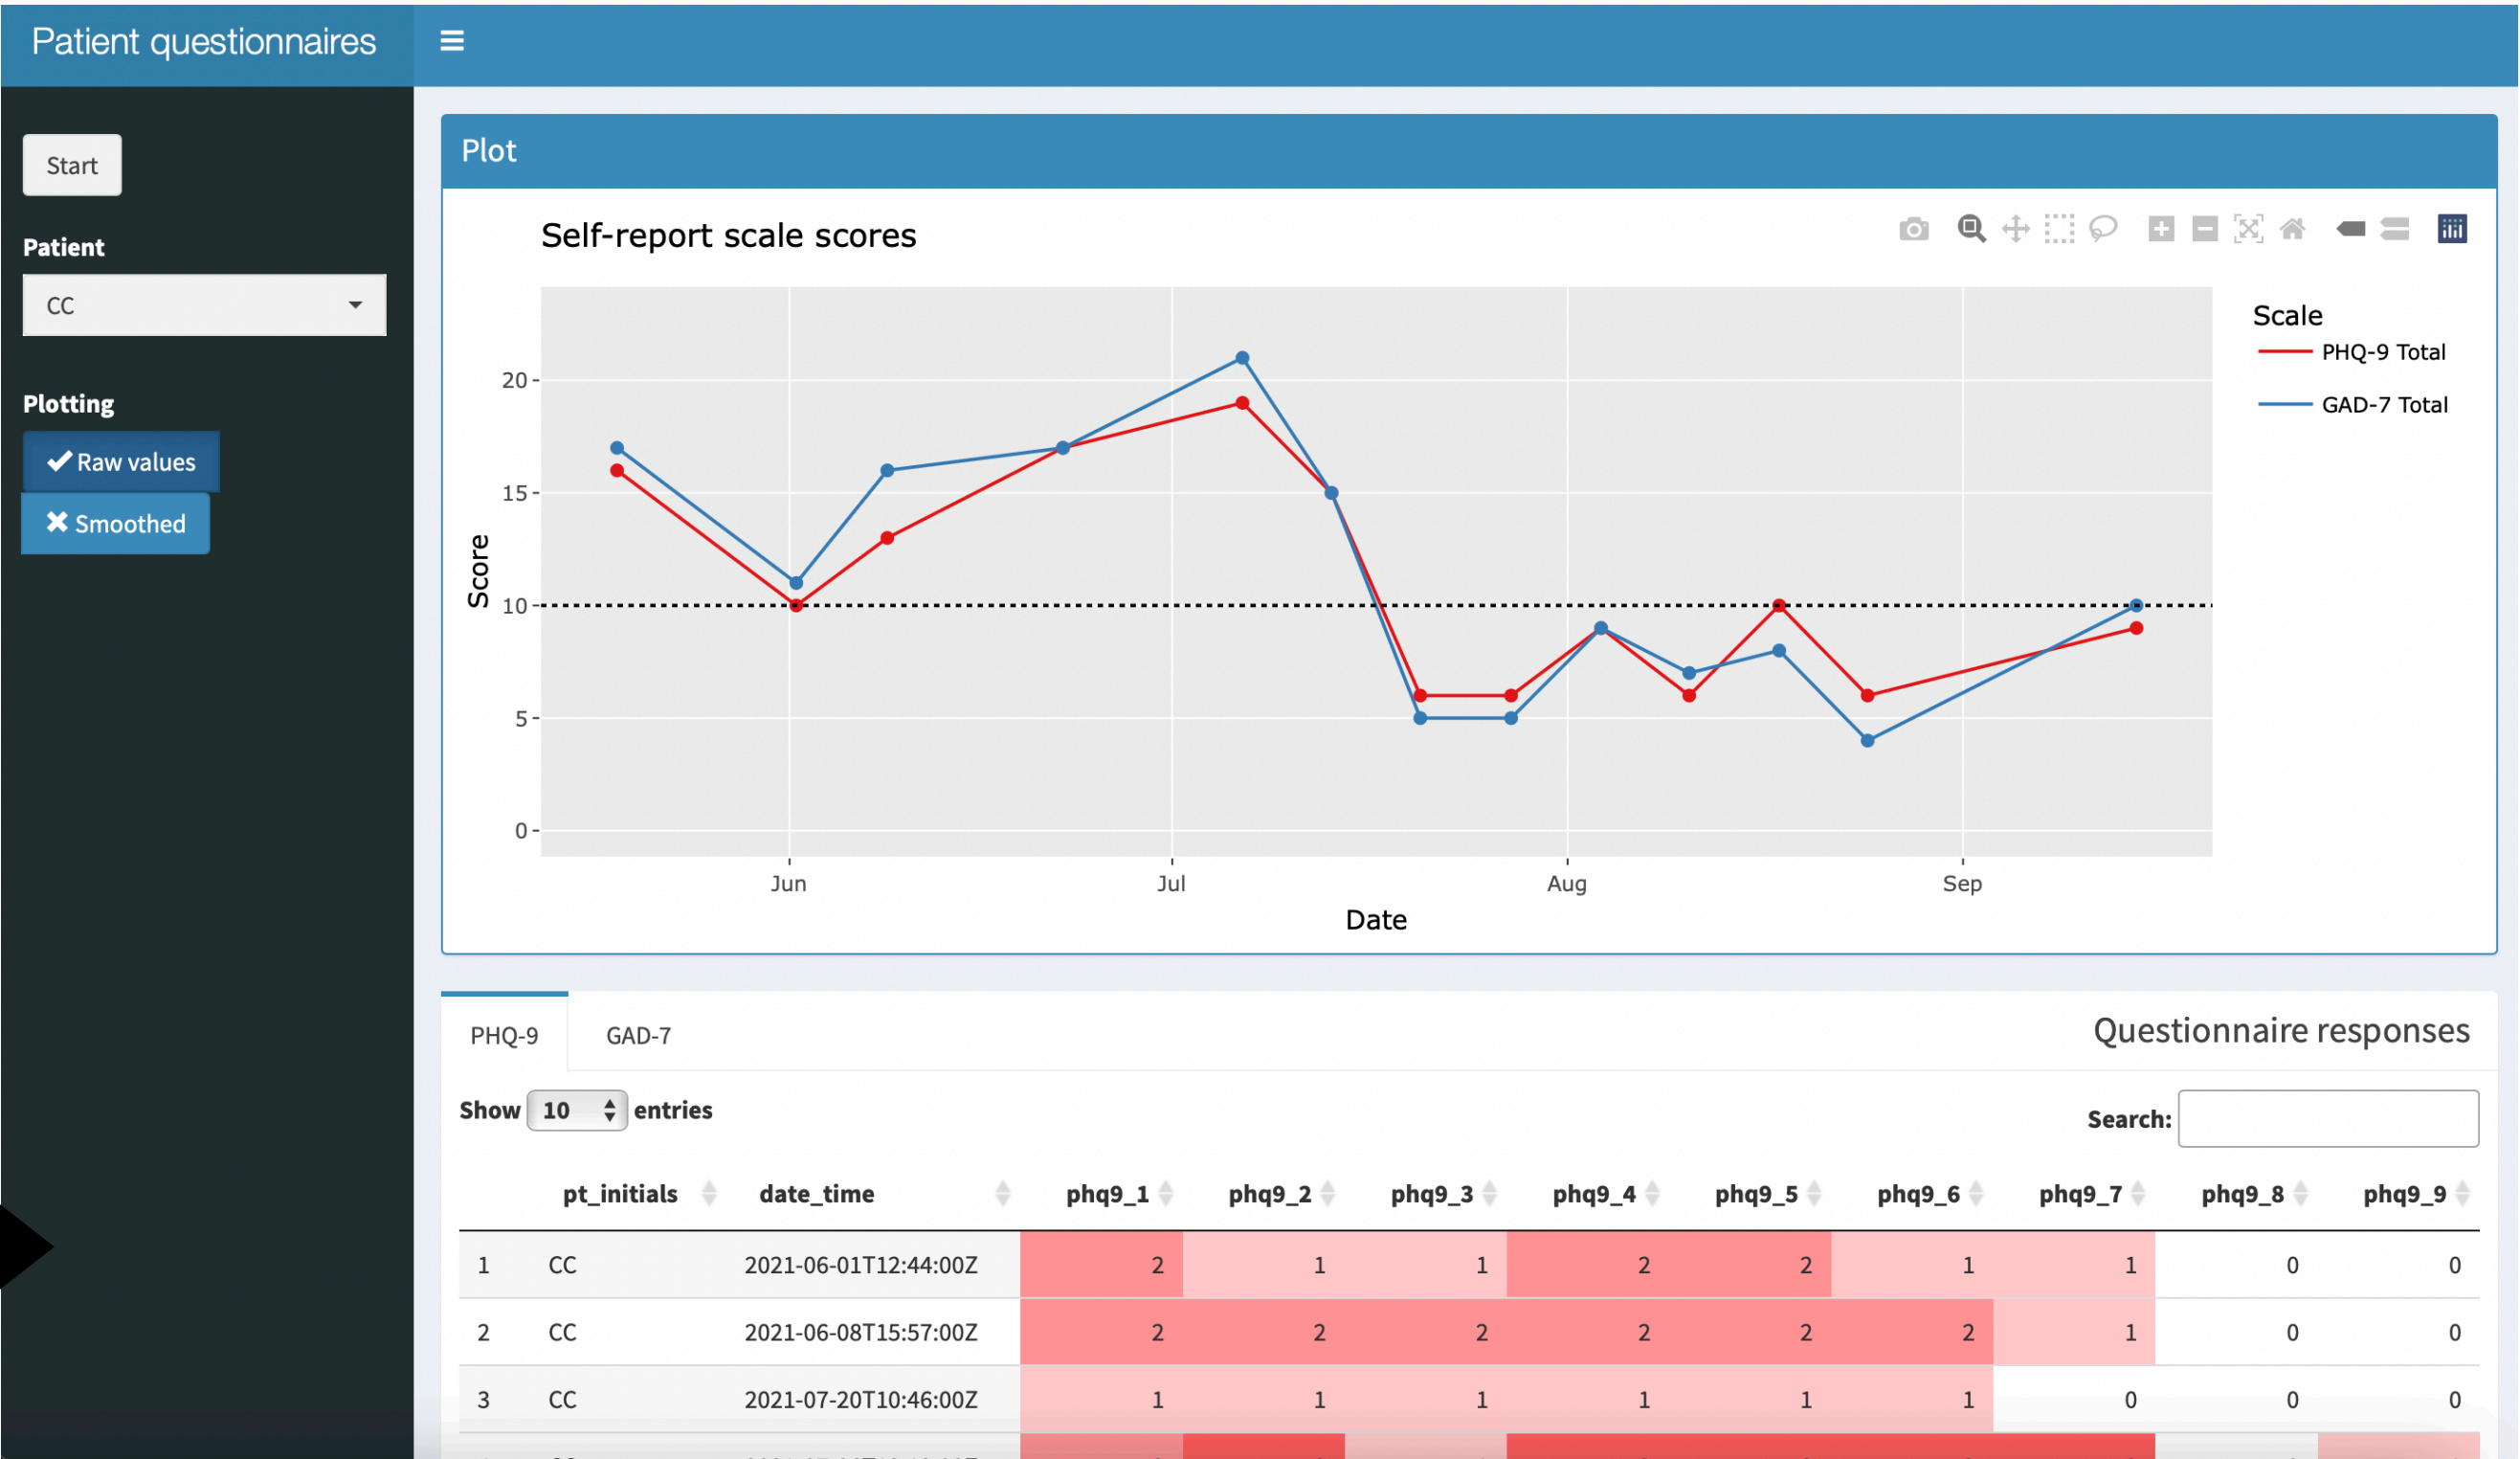 Patient questionnaires
Start
Patient
CC
Plotting
Raw values
Smoothed
Plot
Self-report scale scores
Scale
PHQ-9 Total
GAD-7 Total
Score
20
15
10
5
0
Jun Jul Aug Sep
Date
PHQ-9 GAD-7 Questionnaire responses
Show 10 entries Search:
pt_initials date_time phq9_1 phq9_2 phq9_3 phq9_4 phq9_5 phq9_6 phq9_7 phq9_8 phq9_9
1 CC 2021-06-01T12:44:00Z 2 1 1 2 2 1 1 0 0
2 CC 2021-06-08T15:57:00Z 2 2 2 2 2 2 1 0 0
3 CC 2021-07-20T10:46:00Z 1 1 1 1 1 1 0 0 0